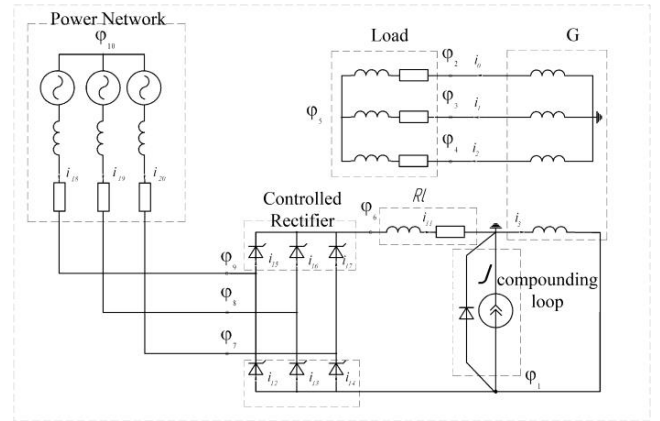 Power Network
φ₁₀
Load
G
φ₂ i₀
φ₅
φ₃ i₁
φ₄ i₂
i₁₈ i₁₉ i₂₀
Controlled
Rectifier
φ₆
Rl
i₁₁
i₃
φ₉
i₁₅ i₁₆ i₁₇
φ₈
J compounding
loop
φ₇
i₁₂ i₁₃ i₁₄
φ₁